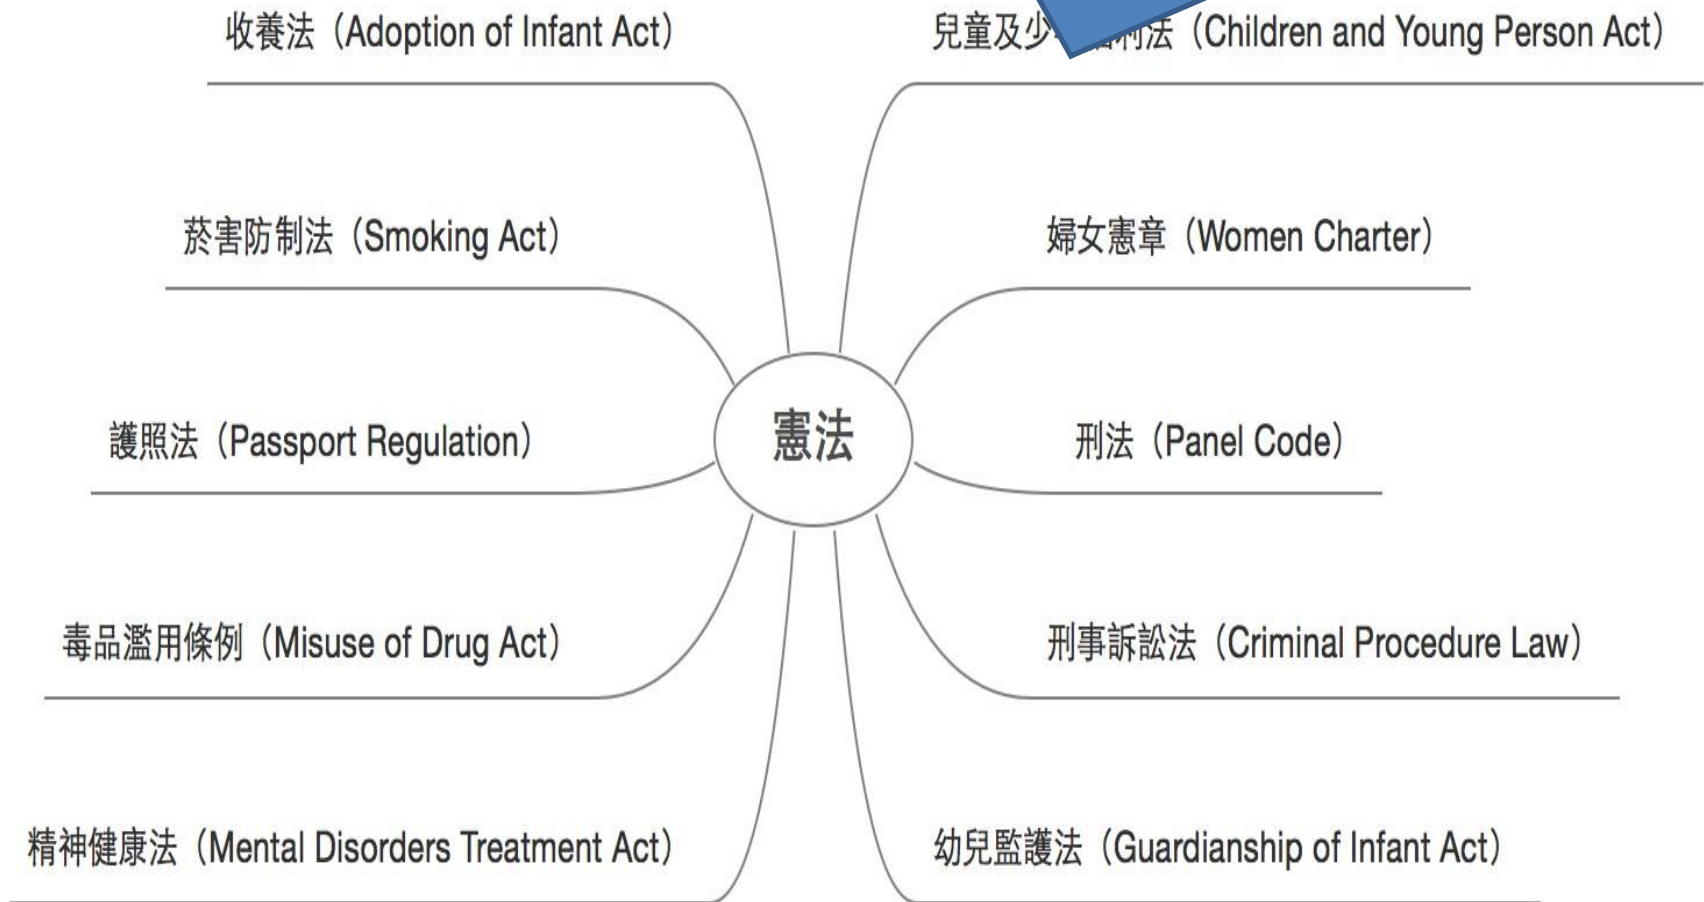 收養法（Adoption of Infant Act）
兒童及少利法（Children and Young Person Act）
菸害防制法（Smoking Act）
婦女憲章（Women Charter）
護照法（Passport Regulation）
憲法
刑法（Panel Code）
毒品濫用條例（Misuse of Drug Act）
刑事訴訟法（Criminal Procedure Law）
精神健康法（Mental Disorders Treatment Act）
幼兒監護法（Guardianship of Infant Act）